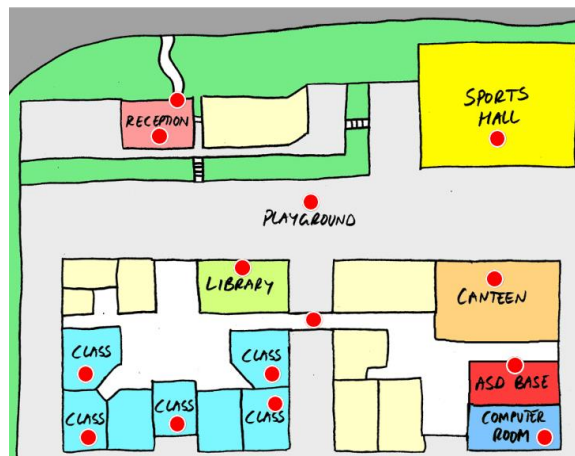 SPORTS
HALL
RECEPTION
PLAYGROUND
LIBRARY
CANTEEN
CLASS
CLASS
ASD BASE
CLASS
CLASS
CLASS
COMPUTER
ROOM